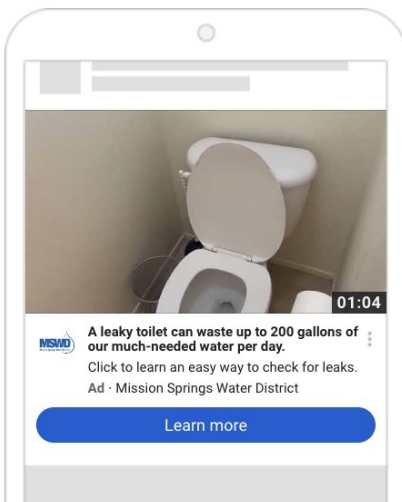 01:04
MSWD
A leaky toilet can waste up to 200 gallons of
our much-needed water per day.
Click to learn an easy way to check for leaks.
Ad · Mission Springs Water District
Learn more